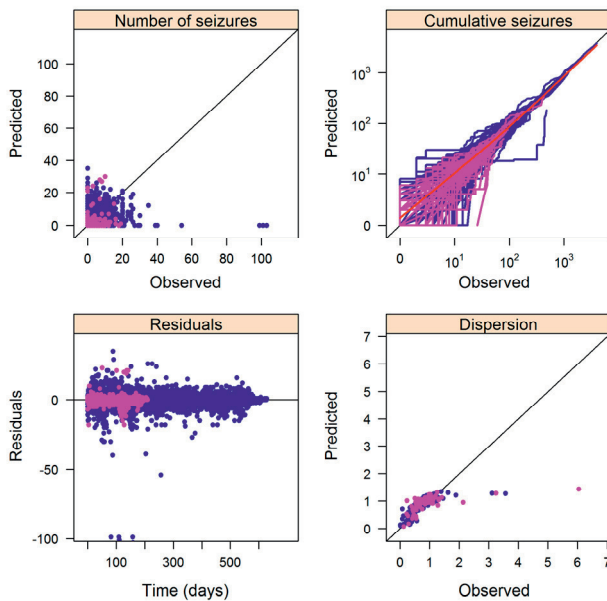 Number of seizures
Predicted
100
80
60
40
20
0
0 20 40 60 80 100
Observed
Cumulative seizures
Predicted
10³
10²
10¹
0
0 10¹ 10² 10³
Observed
Residuals
Residuals
0
-50
-100
100 300 500
Time (days)
Dispersion
Predicted
7
6
5
4
3
2
1
0
0 1 2 3 4 5 6 7
Observed